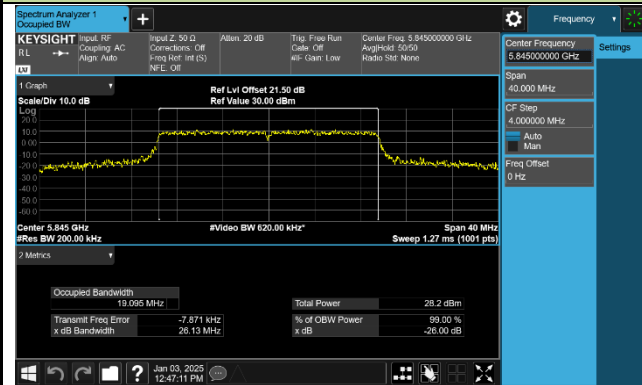 Spectrum Analyzer 1
Occupied BW
Frequency
KEYSIGHT
RL
LXI
Input: RF
Coupling: AC
Align: Auto
Input Z: 50 Ω
Corrections: Off
Freq Ref: Int (S)
NFE: Off
Atten: 20 dB
Trig: Free Run
Gate: Off
#IF Gain: Low
Center Freq: 5.845000000 GHz
Avg|Hold: 50/50
Radio Std: None
1 Graph
Scale/Div 10.0 dB
Ref Lvl Offset 21.50 dB
Ref Value 30.00 dBm
Log
20.0
10.0
0.00
-10.0
-20.0
-30.0
-40.0
-50.0
-60.0
Center 5.845 GHz
#Res BW 200.00 kHz
#Video BW 620.00 kHz*
Span 40 MHz
Sweep 1.27 ms (1001 pts)
2 Metrics
Occupied Bandwidth
19.095 MHz
Transmit Freq Error -7.871 kHz
x dB Bandwidth 26.13 MHz
Total Power 28.2 dBm
% of OBW Power 99.00 %
x dB -26.00 dB
Center Frequency
5.845000000 GHz
Span
40.000 MHz
CF Step
4.000000 MHz
Auto
Man
Freq Offset
0 Hz
Settings
Jan 03, 2025
12:47:11 PM